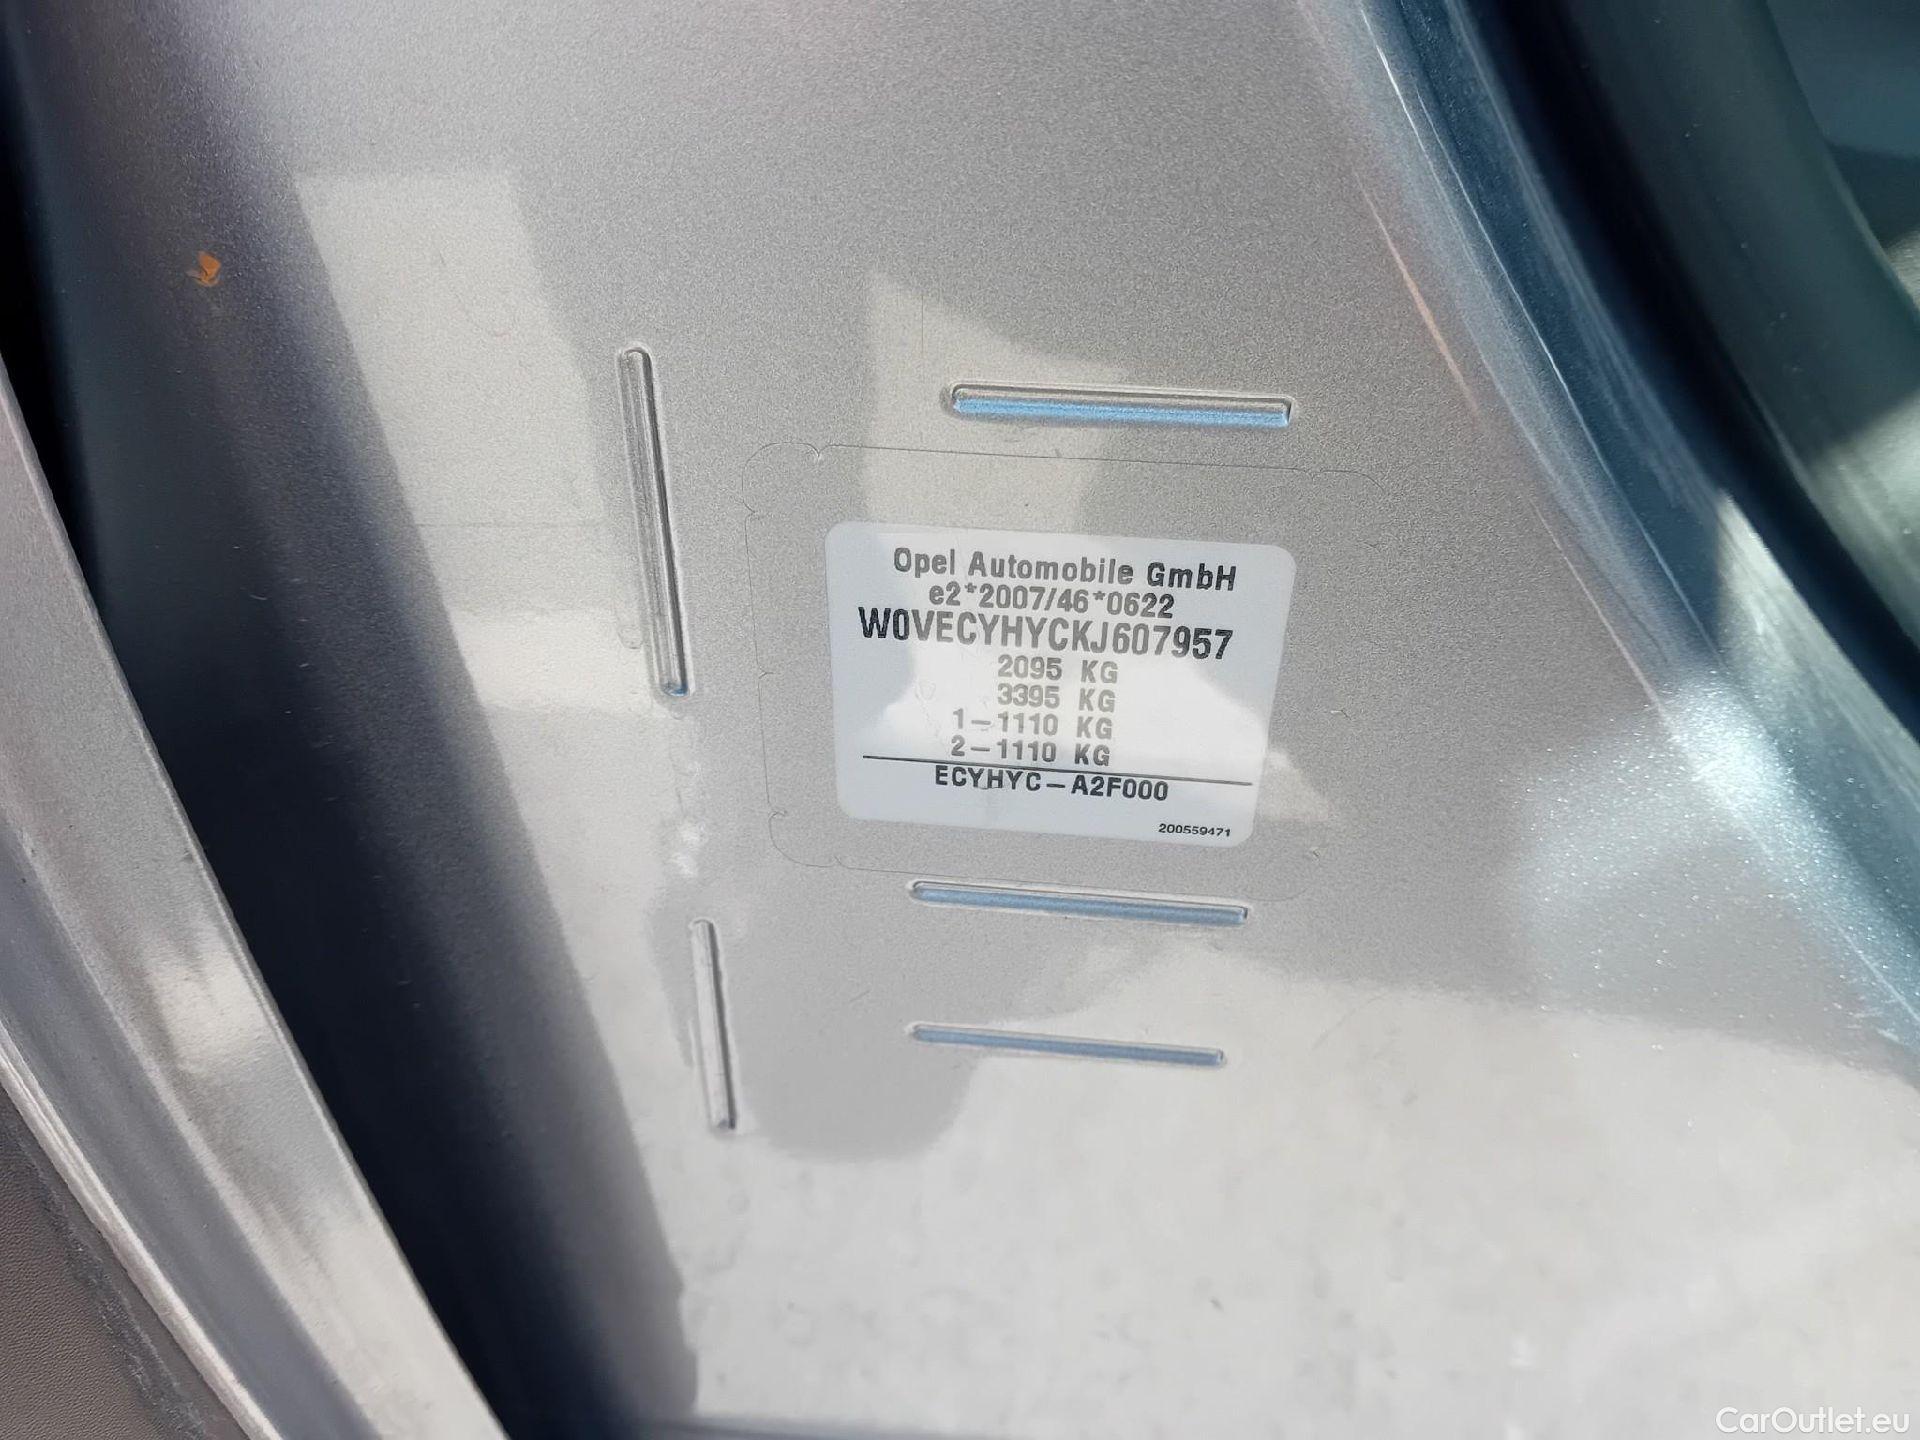 Opel Automobile GmbH
e2*2007/46*0622
W0VECYHYCKJ607957
2095 KG
3395 KG
1-1110 KG
2-1110 KG
ECYHYC-A2F000
200559471
CarOutlet.eu